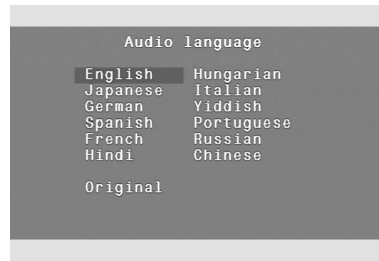 Audio language
English Hungarian
Japanese Italian
German Yiddish
Spanish Portuguese
French Russian
Hindi Chinese
Original